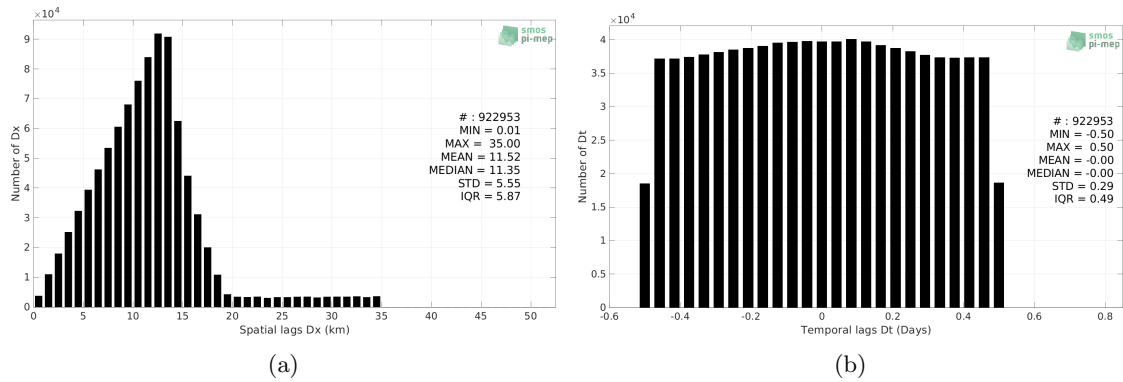 ×10⁴
9
8
7
6
5
4
3
2
1
0
Number of Dx
smos
pi-mep
# : 922953
MIN = 0.01
MAX = 35.00
MEAN = 11.52
MEDIAN = 11.35
STD = 5.55
IQR = 5.87
0 5 10 15 20 25 30 35 40 45 50
Spatial lags Dx (km)
(a)
×10⁴
4
3.5
3
2.5
2
1.5
1
0.5
0
Number of Dt
smos
pi-mep
# : 922953
MIN = -0.50
MAX = 0.50
MEAN = -0.00
MEDIAN = -0.00
STD = 0.29
IQR = 0.49
-0.6 -0.4 -0.2 0 0.2 0.4 0.6 0.8
Temporal lags Dt (Days)
(b)